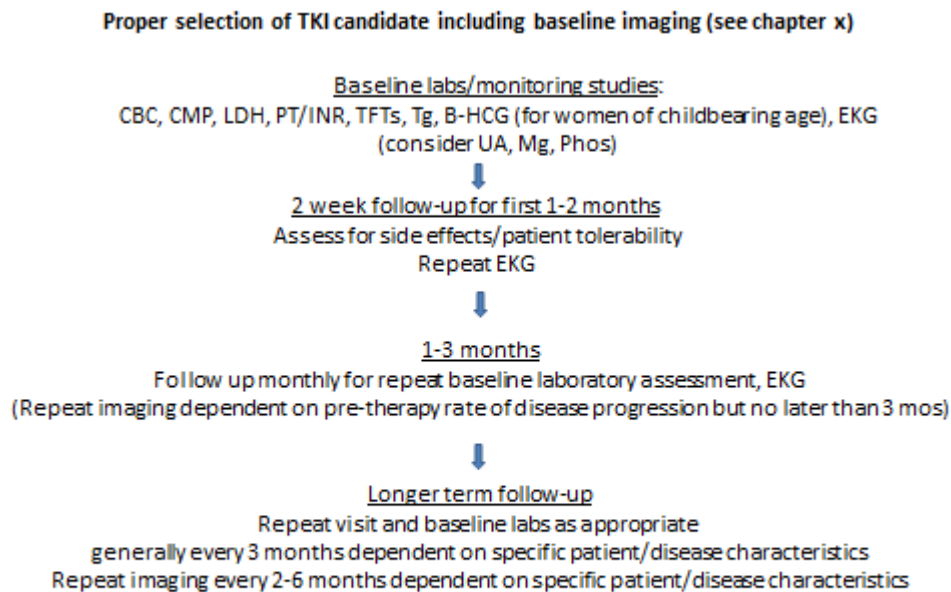 Proper selection of TKI candidate including baseline imaging (see chapter x)
Baseline labs/monitoring studies:
CBC, CMP, LDH, PT/INR, TFTs, Tg, B-HCG (for women of childbearing age), EKG
(consider UA, Mg, Phos)
2 week follow-up for first 1-2 months
Assess for side effects/patient tolerability
Repeat EKG
1-3 months
Follow up monthly for repeat baseline laboratory assessment, EKG
(Repeat imaging dependent on pre-therapy rate of disease progression but no later than 3 mos)
Longer term follow-up
Repeat visit and baseline labs as appropriate
generally every 3 months dependent on specific patient/disease characteristics
Repeat imaging every 2-6 months dependent on specific patient/disease characteristics